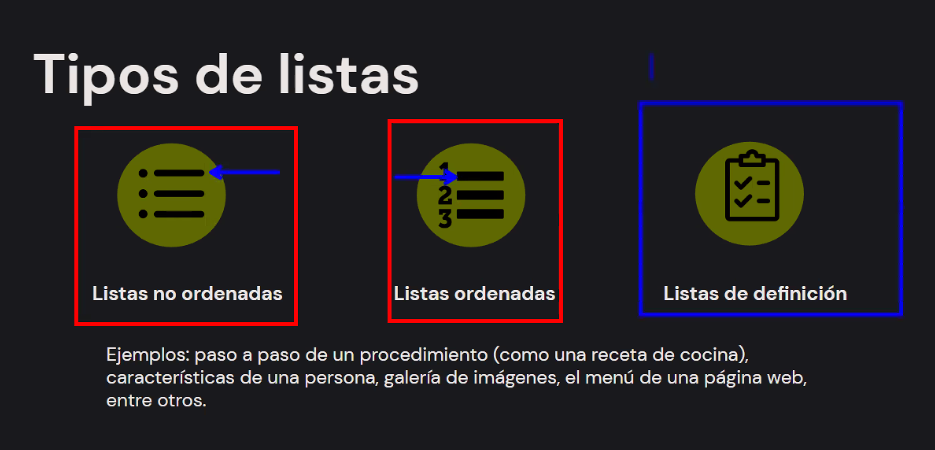 Tipos de listas
1
2
3
Listas no ordenadas
Listas ordenadas
Listas de definición
Ejemplos: paso a paso de un procedimiento (como una receta de cocina),
características de una persona, galería de imágenes, el menú de una página web,
entre otros.